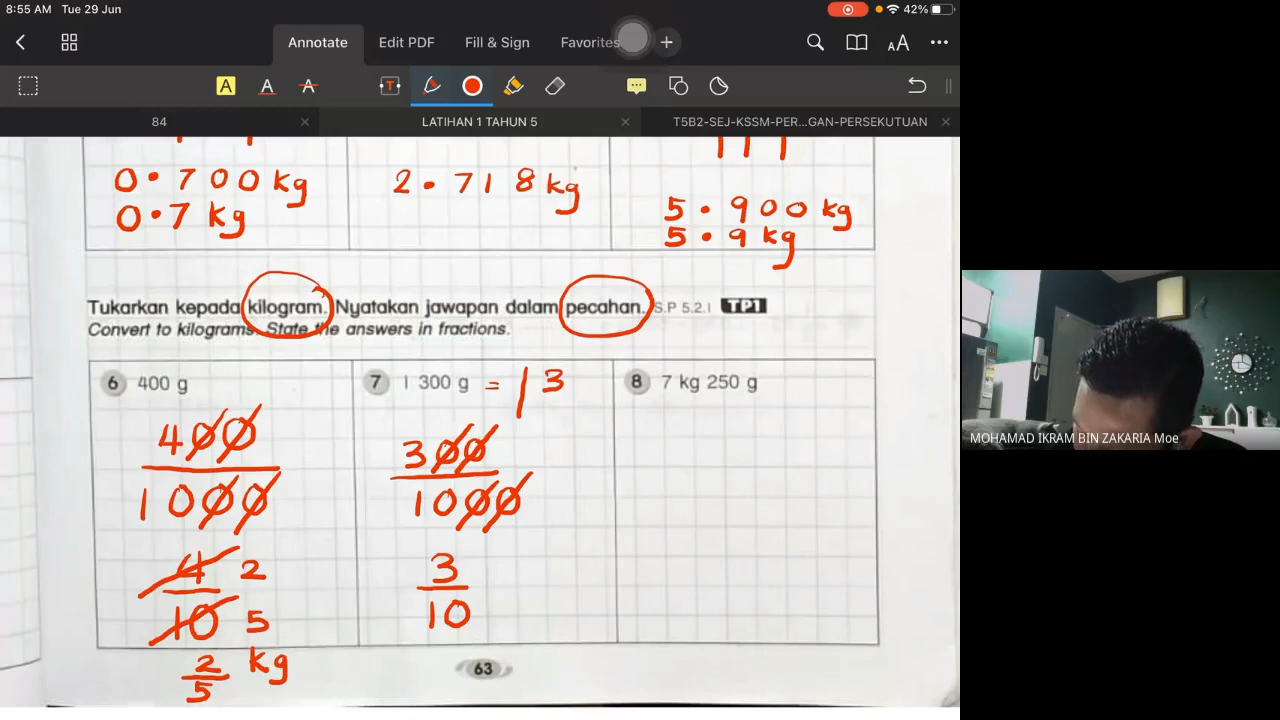 8:55 AM Tue 29 Jun
42%
Annotate Edit PDF Fill & Sign Favorites
84 LATIHAN 1 TAHUN 5 T5B2-SEJ-KSSM-PER...GAN-PERSEKUTUAN
0.700 kg
0.7 kg
2.718 kg
5.900 kg
5.9 kg
Tukarkan kepada kilogram. Nyatakan jawapan dalam pecahan. S.P 5.2.1 TP1
Convert to kilograms. State the answers in fractions.
6 400 g
400
1000
4 2
10 5
2 kg
5
7 1 300 g = 1 3
300
1000
3
10
8 7 kg 250 g
63
MOHAMAD IKRAM BIN ZAKARIA Moe